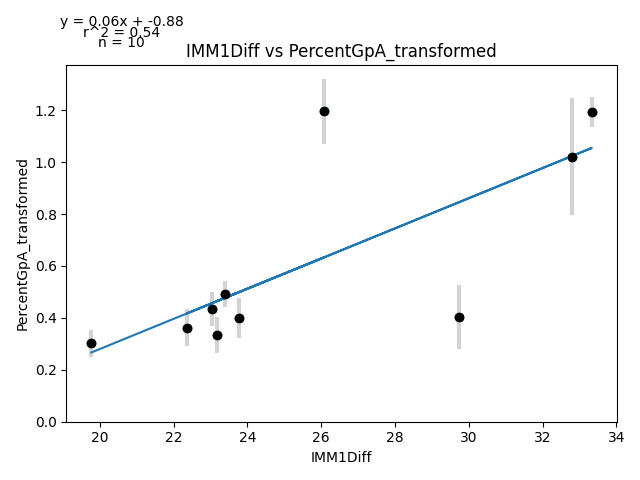 y = 0.06x + -0.88
r^2 = 0.54
n = 10
IMM1Diff vs PercentGpA_transformed
PercentGpA_transformed
1.2
1.0
0.8
0.6
0.4
0.2
0.0
20 22 24 26 28 30 32 34
IMM1Diff